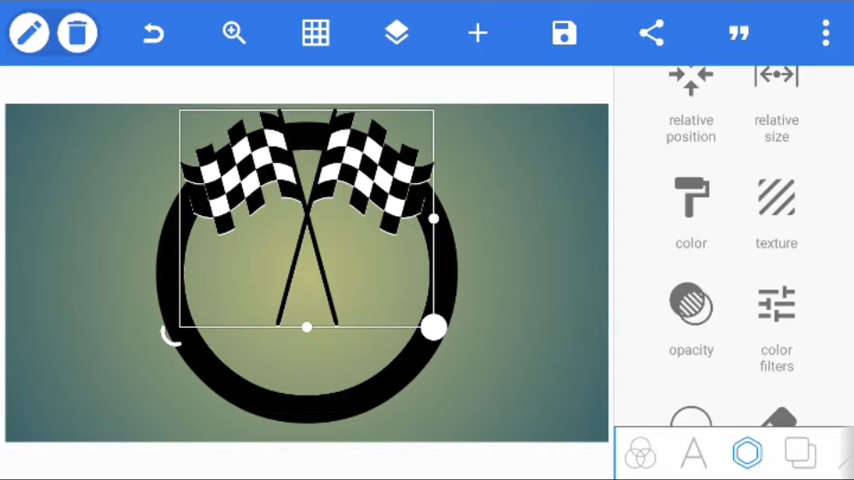 relative
position
relative
size
color
texture
opacity
color
filters